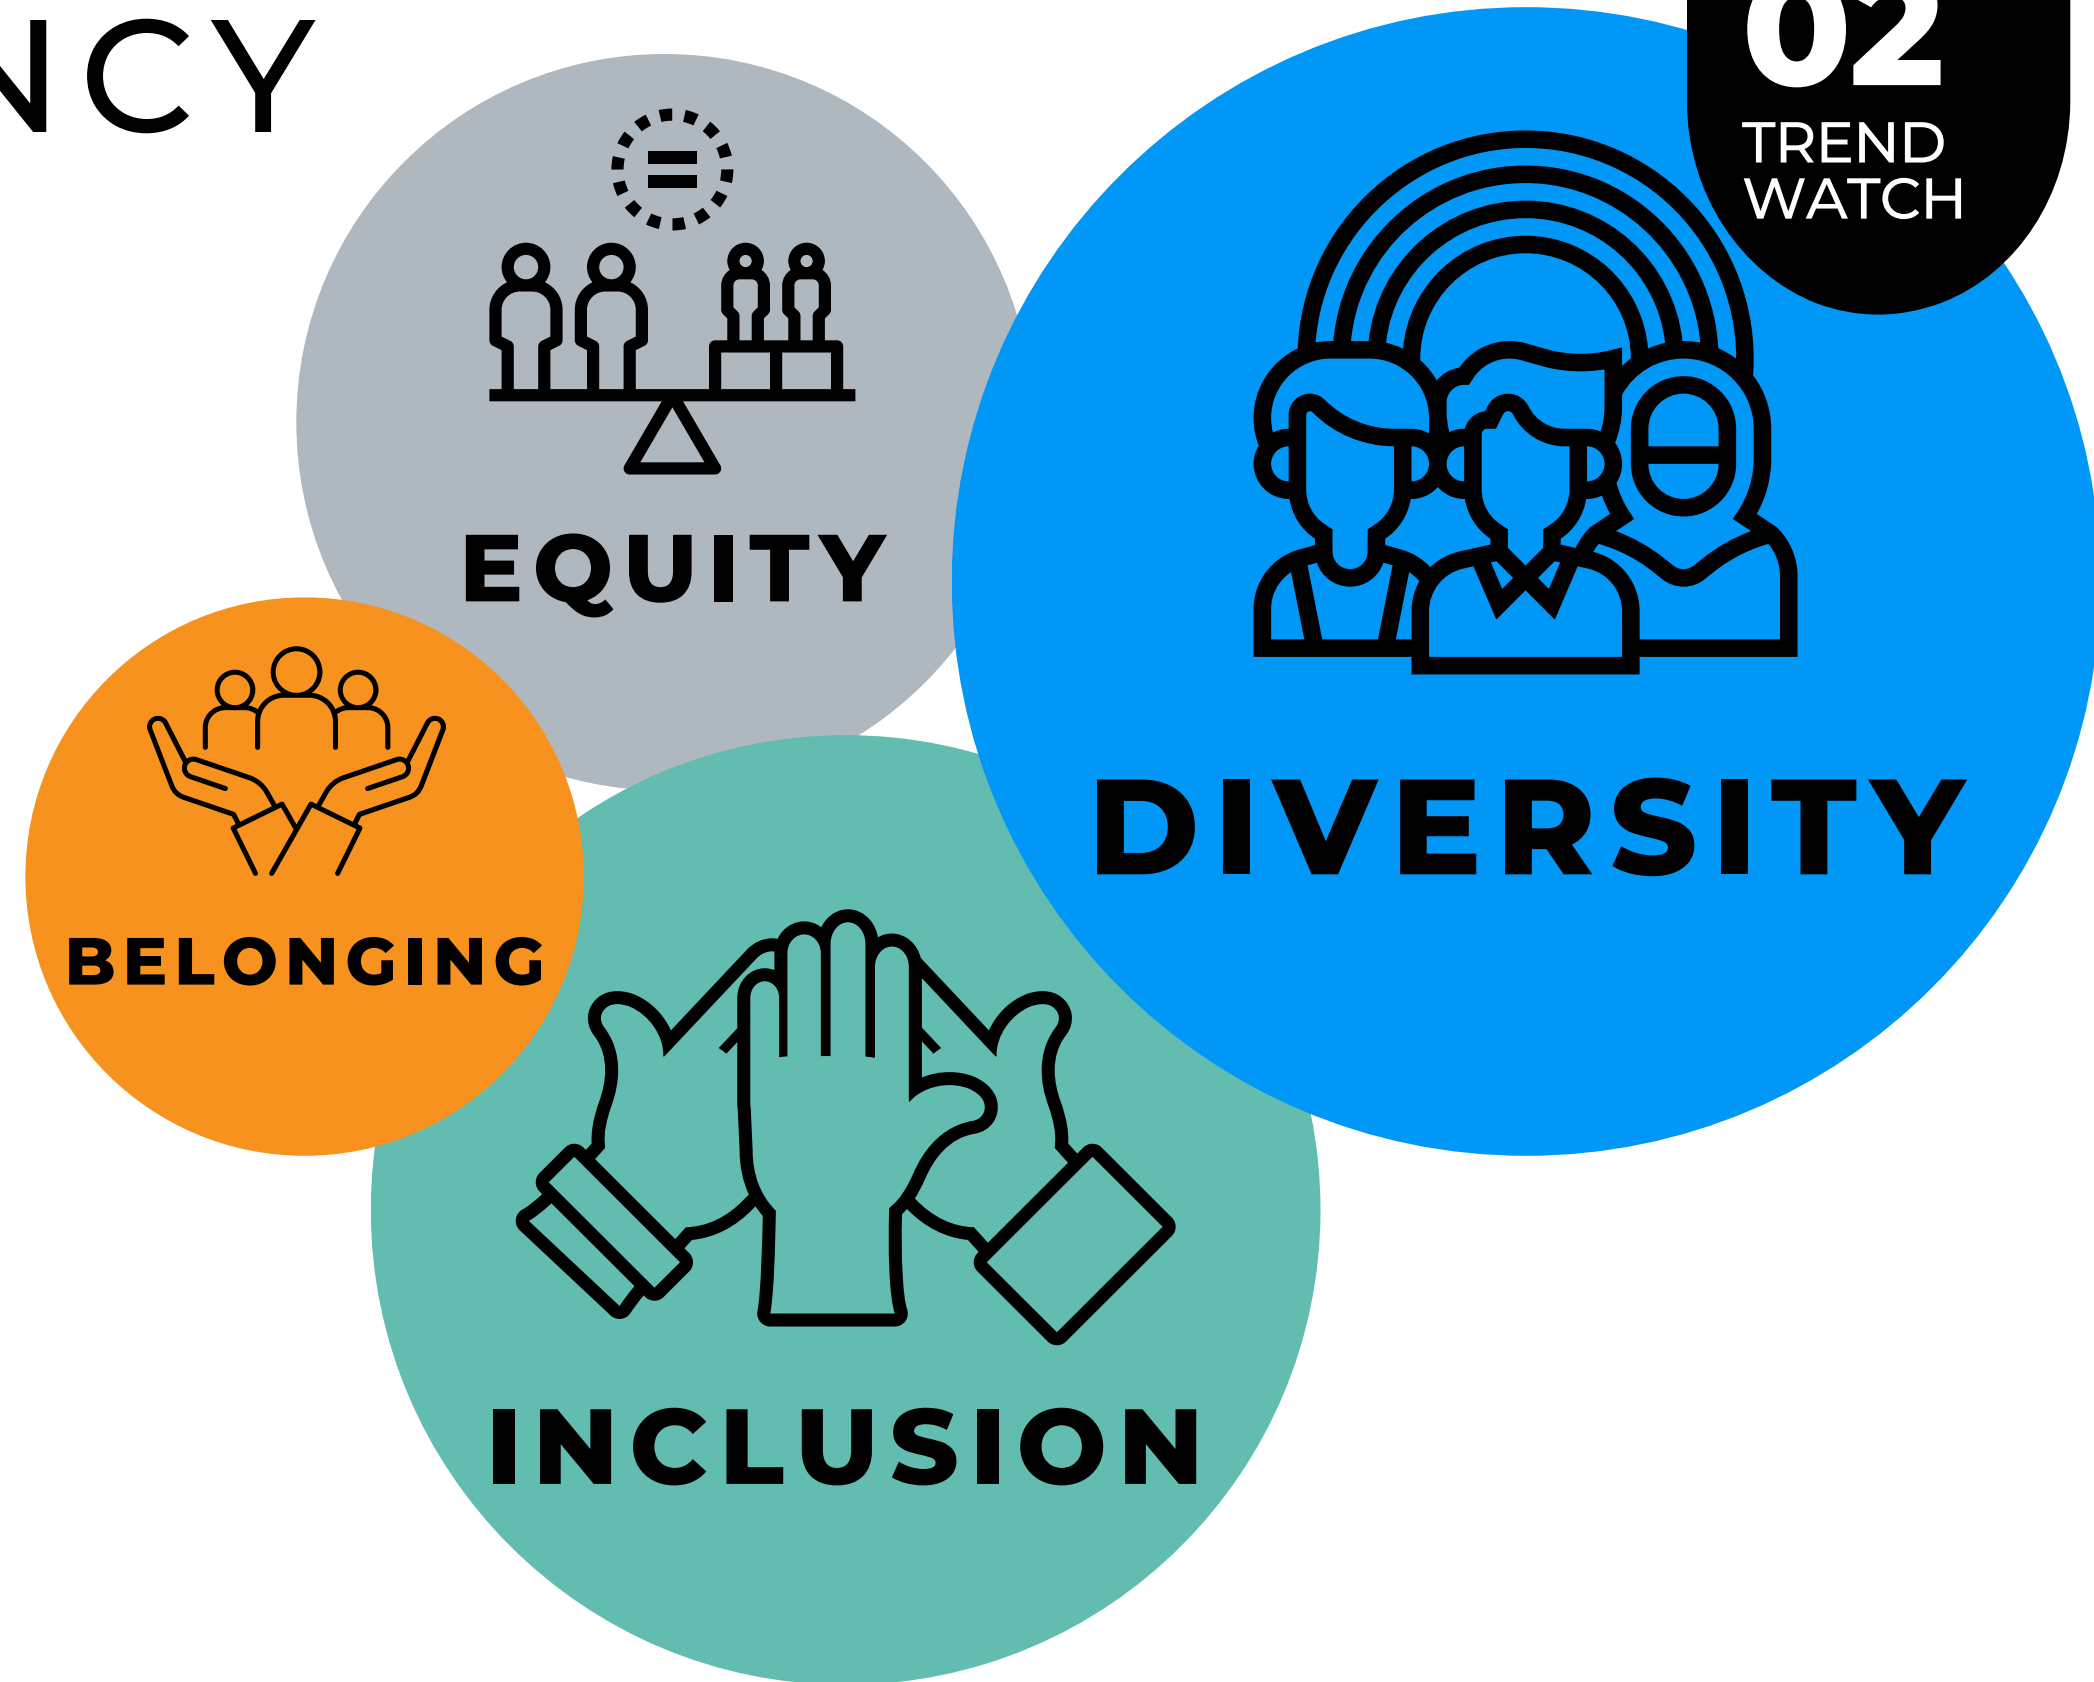 NCY
02
TREND
WATCH
EQUITY
DIVERSITY
BELONGING
INCLUSION